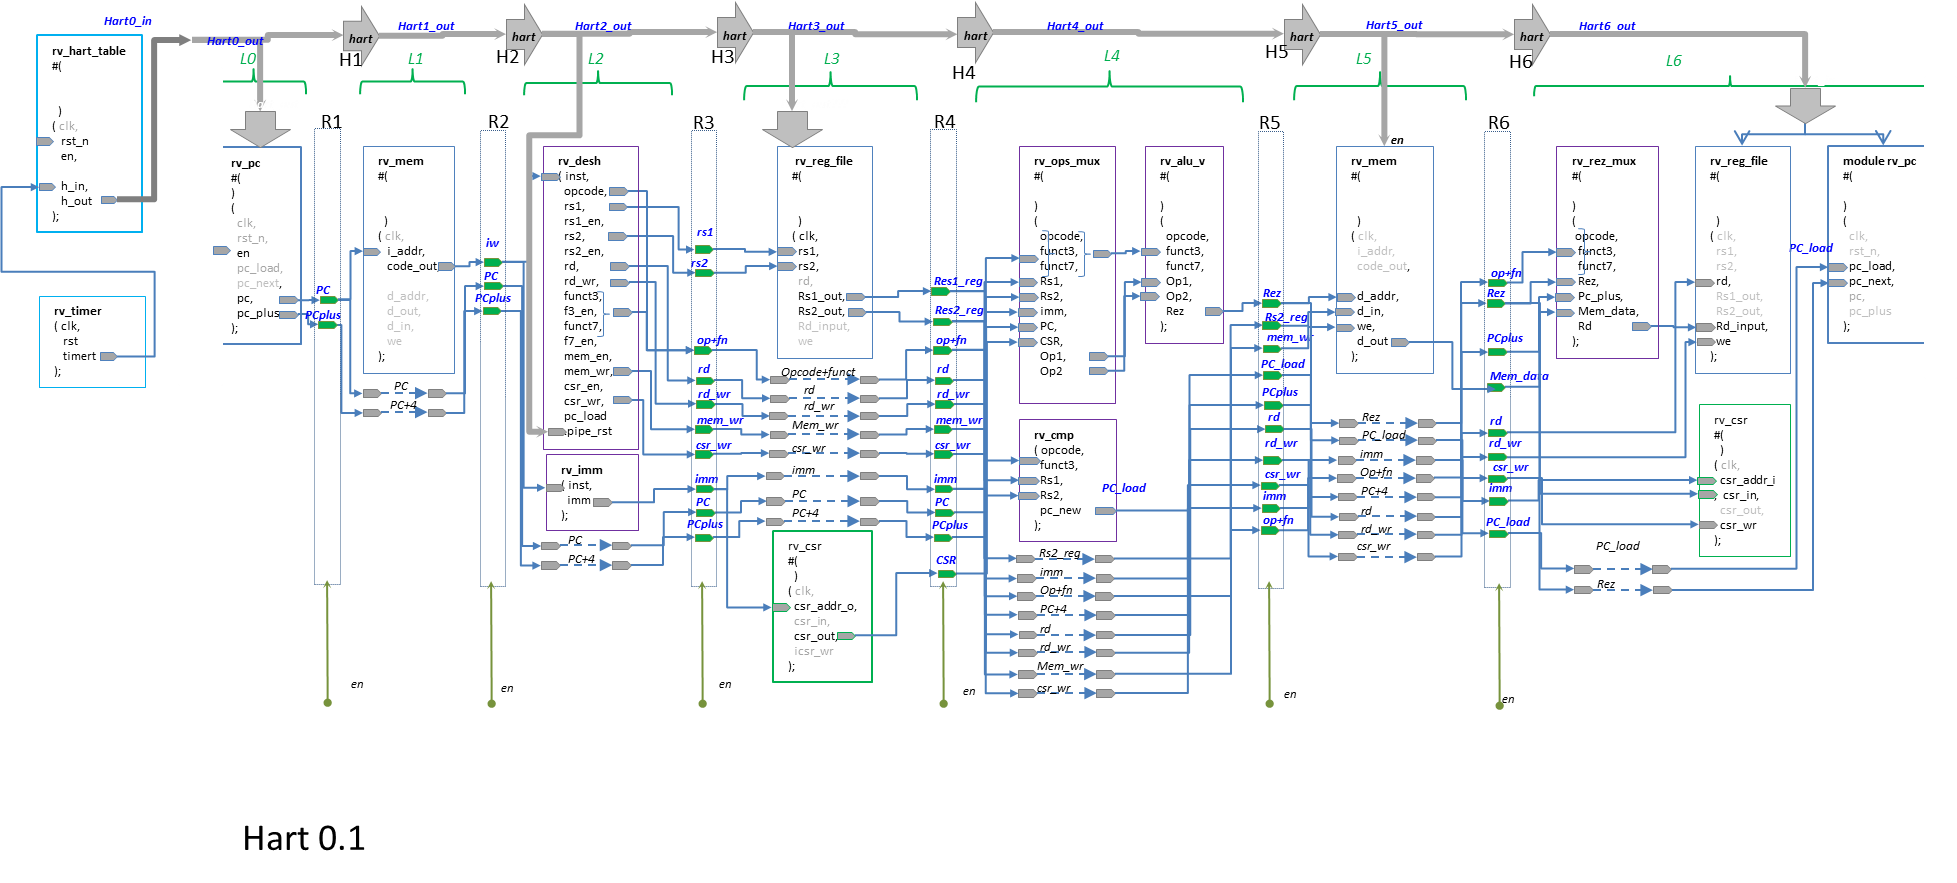 Hart0_in
Hart0_out
Hart1_out
Hart2_out
Hart3_out
Hart4_out
Hart5_out
Hart6_out
hart
hart
hart
hart
hart
hart
H1
H2
H3
H4
H5
H6
L0
L1
L2
L3
L4
L5
L6
R1
R2
R3
R4
R5
R6
rv_hart_table
#(
)
( clk,
rst_n
en,
h_in,
h_out
);
rv_timer
( clk,
rst
timert
);
rv_pc
#(
)
(
clk,
rst_n,
en
pc_load,
pc_next,
pc,
pc_plus
);
PC
PCplus
rv_mem
#(
)
( clk,
i_addr,
code_out,
d_addr,
d_out,
d_in,
we
);
PC
PC+4
iw
PC
PCplus
rv_desh
( inst,
opcode,
rs1,
rs1_en,
rs2,
rs2_en,
rd,
rd_wr,
funct3,
f3_en,
funct7,
f7_en,
mem_en,
mem_wr,
csr_en,
csr_wr,
pc_load
pipe_rst
rv_imm
( inst,
imm
);
PC
PC+4
rs1
rs2
op+fn
rd
rd_wr
mem_wr
csr_wr
imm
PC
PCplus
rv_reg_file
#(
)
( clk,
rs1,
rs2,
rd,
Rs1_out,
Rs2_out,
Rd_input,
we
Opcode+funct
rd
rd_wr
Mem_wr
csr_wr
imm
PC
PC+4
rv_csr
#(
)
( clk,
csr_addr_o,
csr_in,
csr_out,
icsr_wr
);
Res1_reg
Res2_reg
op+fn
rd
rd_wr
mem_wr
csr_wr
imm
PC
PCplus
CSR
rv_ops_mux
#(
)
(
opcode,
funct3,
funct7,
Rs1,
Rs2,
imm,
PC,
CSR,
Op1,
Op2
rv_alu_v
#(
)
(
opcode,
funct3,
funct7,
Op1,
Op2,
Rez
);
rv_cmp
( opcode,
funct3,
Rs1,
Rs2,
pc_new
);
PC_load
Rs2_reg
imm
Op+fn
PC+4
rd
rd_wr
Mem_wr
csr_wr
Rez
Rs2_reg
mem_wr
PC_load
PCplus
rd
rd_wr
csr_wr
imm
op+fn
en
rv_mem
#(
)
( clk,
i_addr,
code_out,
d_addr,
d_in,
we,
d_out
);
Rez
PC_load
imm
Op+fn
PC+4
rd
rd_wr
csr_wr
op+fn
Rez
PCplus
Mem_data
rd
rd_wr
csr_wr
imm
PC_load
rv_rez_mux
#(
)
(
opcode,
funct3,
funct7,
Rez,
Pc_plus,
Mem_data,
Rd
);
rv_reg_file
#(
)
( clk,
rs1,
rs2,
rd,
Rs1_out,
Rs2_out,
Rd_input,
we
);
module rv_pc
#(
)
(
clk,
rst_n,
en
pc_load,
pc_next,
pc,
pc_plus
);
PC_load
rv_csr
#(
)
( clk,
csr_addr_i
csr_in,
csr_out,
csr_wr
);
PC_load
Rez
en
en
en
en
en
en
Hart 0.1